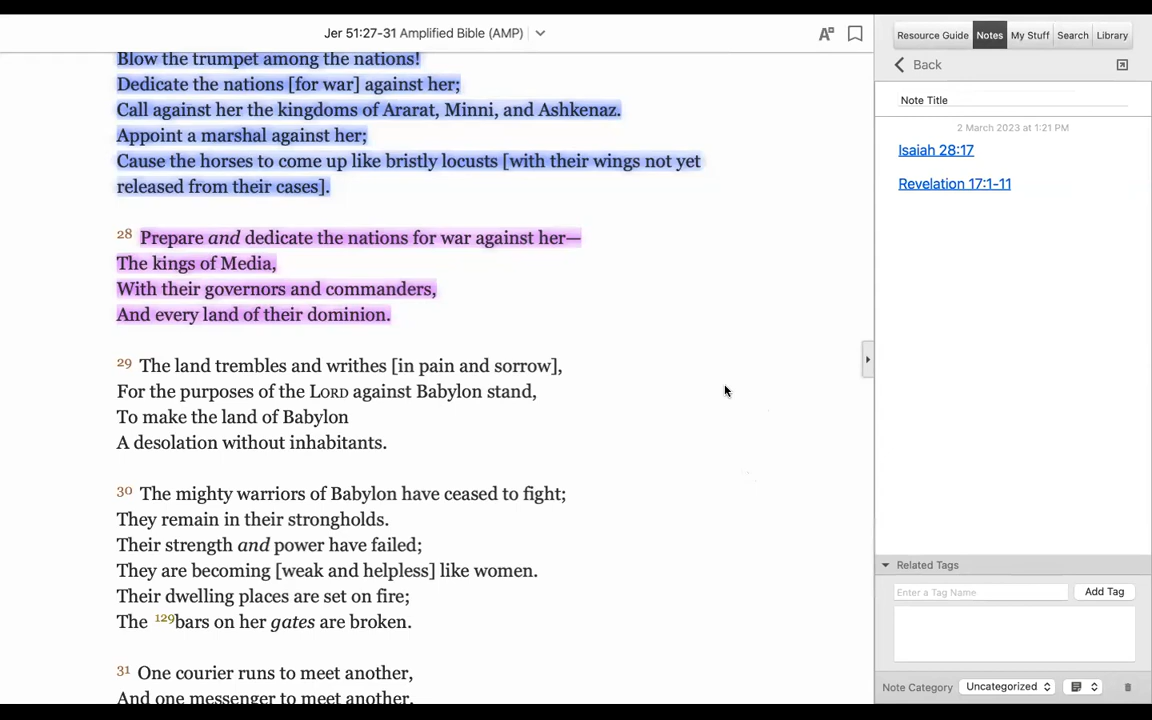 Jer 51:27-31 Amplified Bible (AMP)
Blow the trumpet among the nations!
Dedicate the nations [for war] against her;
Call against her the kingdoms of Ararat, Minni, and Ashkenaz.
Appoint a marshal against her;
Cause the horses to come up like bristly locusts [with their wings not yet
released from their cases].
28 Prepare and dedicate the nations for war against her—
The kings of Media,
With their governors and commanders,
And every land of their dominion.
29 The land trembles and writhes [in pain and sorrow],
For the purposes of the LORD against Babylon stand,
To make the land of Babylon
A desolation without inhabitants.
30 The mighty warriors of Babylon have ceased to fight;
They remain in their strongholds.
Their strength and power have failed;
They are becoming [weak and helpless] like women.
Their dwelling places are set on fire;
The 129bars on her gates are broken.
31 One courier runs to meet another,
And one messenger to meet another,
Resource Guide Notes My Stuff Search Library
Back
Note Title
2 March 2023 at 1:21 PM
Isaiah 28:17
Revelation 17:1-11
Related Tags
Enter a Tag Name Add Tag
Note Category Uncategorized